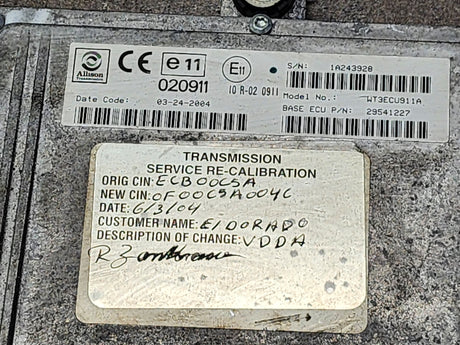 Allison
Transmission
CE
e11
020911
E11
10 R-02 0911
S/N: 1A243928
Model No.: WT3ECU911A
Date Code: 03-24-2004
BASE ECU P/N: 29541227
TRANSMISSION
SERVICE RE-CALIBRATION
ORIG CIN: ECB00C5A
NEW CIN: 0F00C9A004C
DATE: 6/3/04
CUSTOMER NAME: ElDORADO
DESCRIPTION OF CHANGE: VDDA